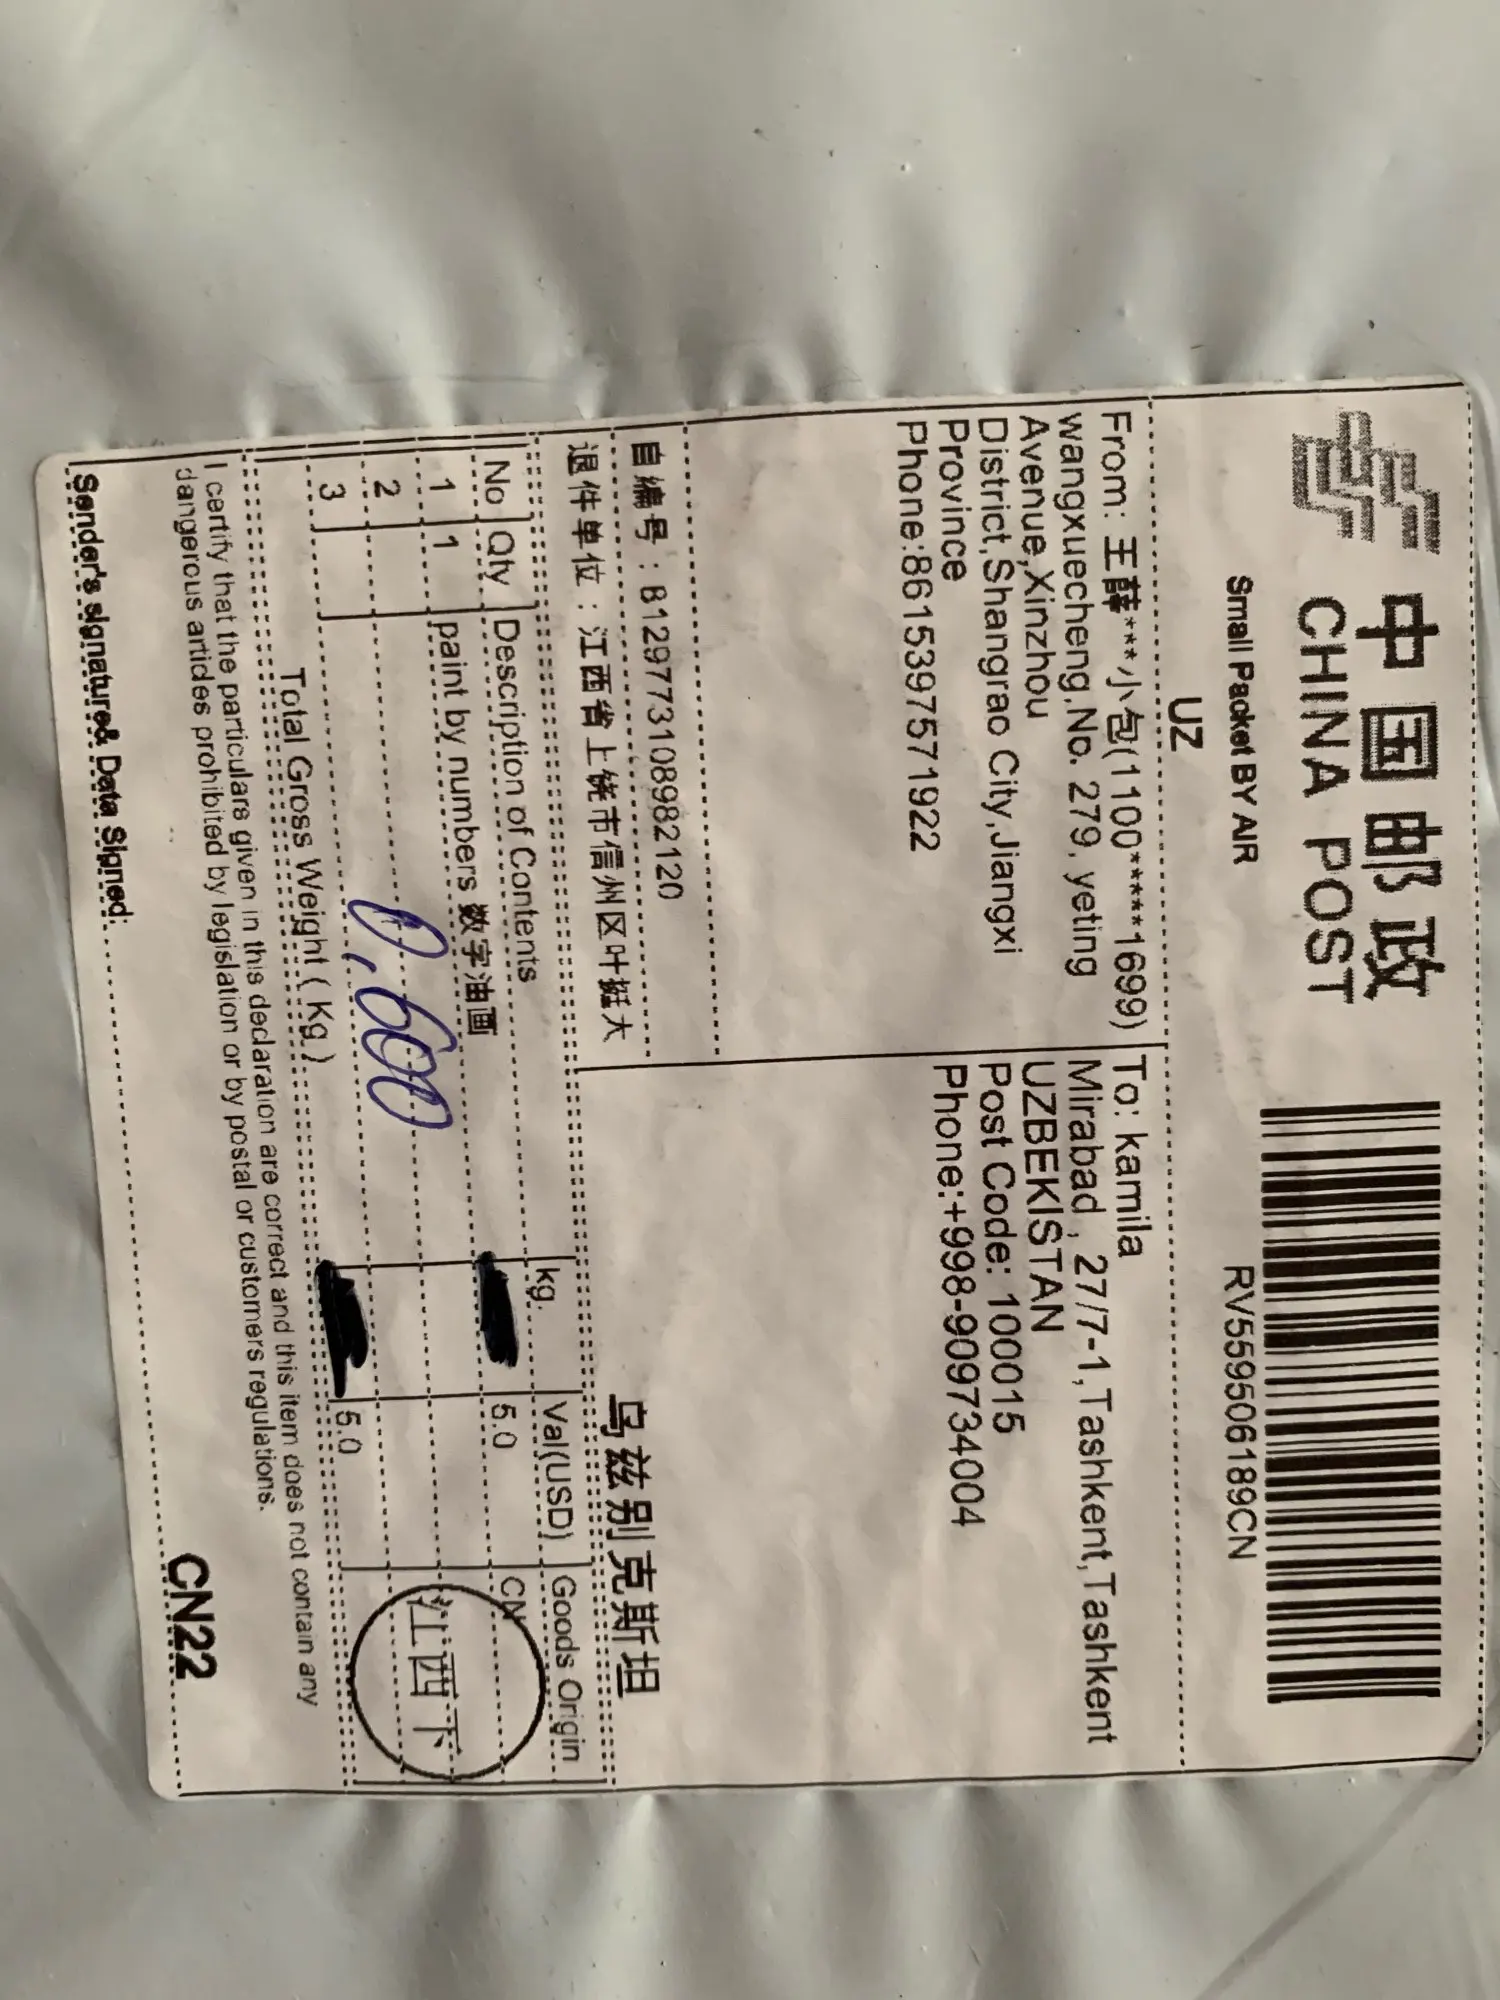 中国邮政
CHINA POST
Small Packet BY AIR
RV559506189CN
UZ
From: 王薛***小包(1100*****1699)
wangxuecheng,No. 279, yeting
Avenue,Xinzhou
District,Shangrao City,Jiangxi
Province
Phone:8615397571922
To: kamila
Mirabad , 27/7-1,Tashkent,Tashkent
UZBEKISTAN
Post Code: 100015
Phone:+998-909734004
自编号 : 8129773108982120
退件单位 : 江西省上饶市信州区叶挺大
乌兹别克斯坦
No Qty Description of Contents kg. Val(USD) Goods Origin
1 1 paint by numbers 数字油画 5.0 CN
2
3
0,600
江西下
Total Gross Weight ( Kg ) 5.0
I certify that the particulars given in this declaration are correct and this item does not contain any
dangerous articles prohibited by legislation or by postal or customers regulations.
Sender's signature& Data Signed:
CN22